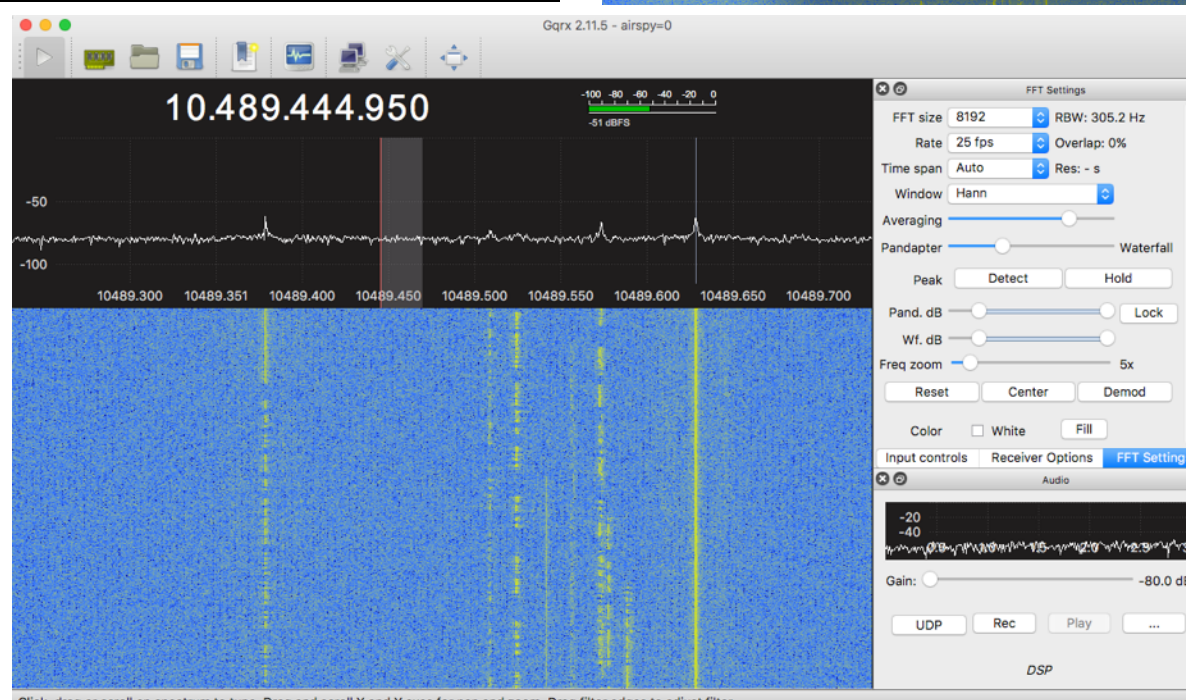 Gqrx 2.11.5 - airspy=0
10.489.444.950
-100 -80 -60 -40 -20 0
-51 dBFS
-50
-100
10489.300 10489.351 10489.400 10489.450 10489.500 10489.550 10489.600 10489.650 10489.700
FFT Settings
FFT size 8192 RBW: 305.2 Hz
Rate 25 fps Overlap: 0%
Time span Auto Res: - s
Window Hann
Averaging
Pandapter Waterfall
Peak Detect Hold
Pand. dB Lock
Wf. dB
Freq zoom 5x
Reset Center Demod
Color White Fill
Input controls Receiver Options FFT Setting
Audio
-20
-40
Gain: -80.0 dB
UDP Rec Play ...
DSP